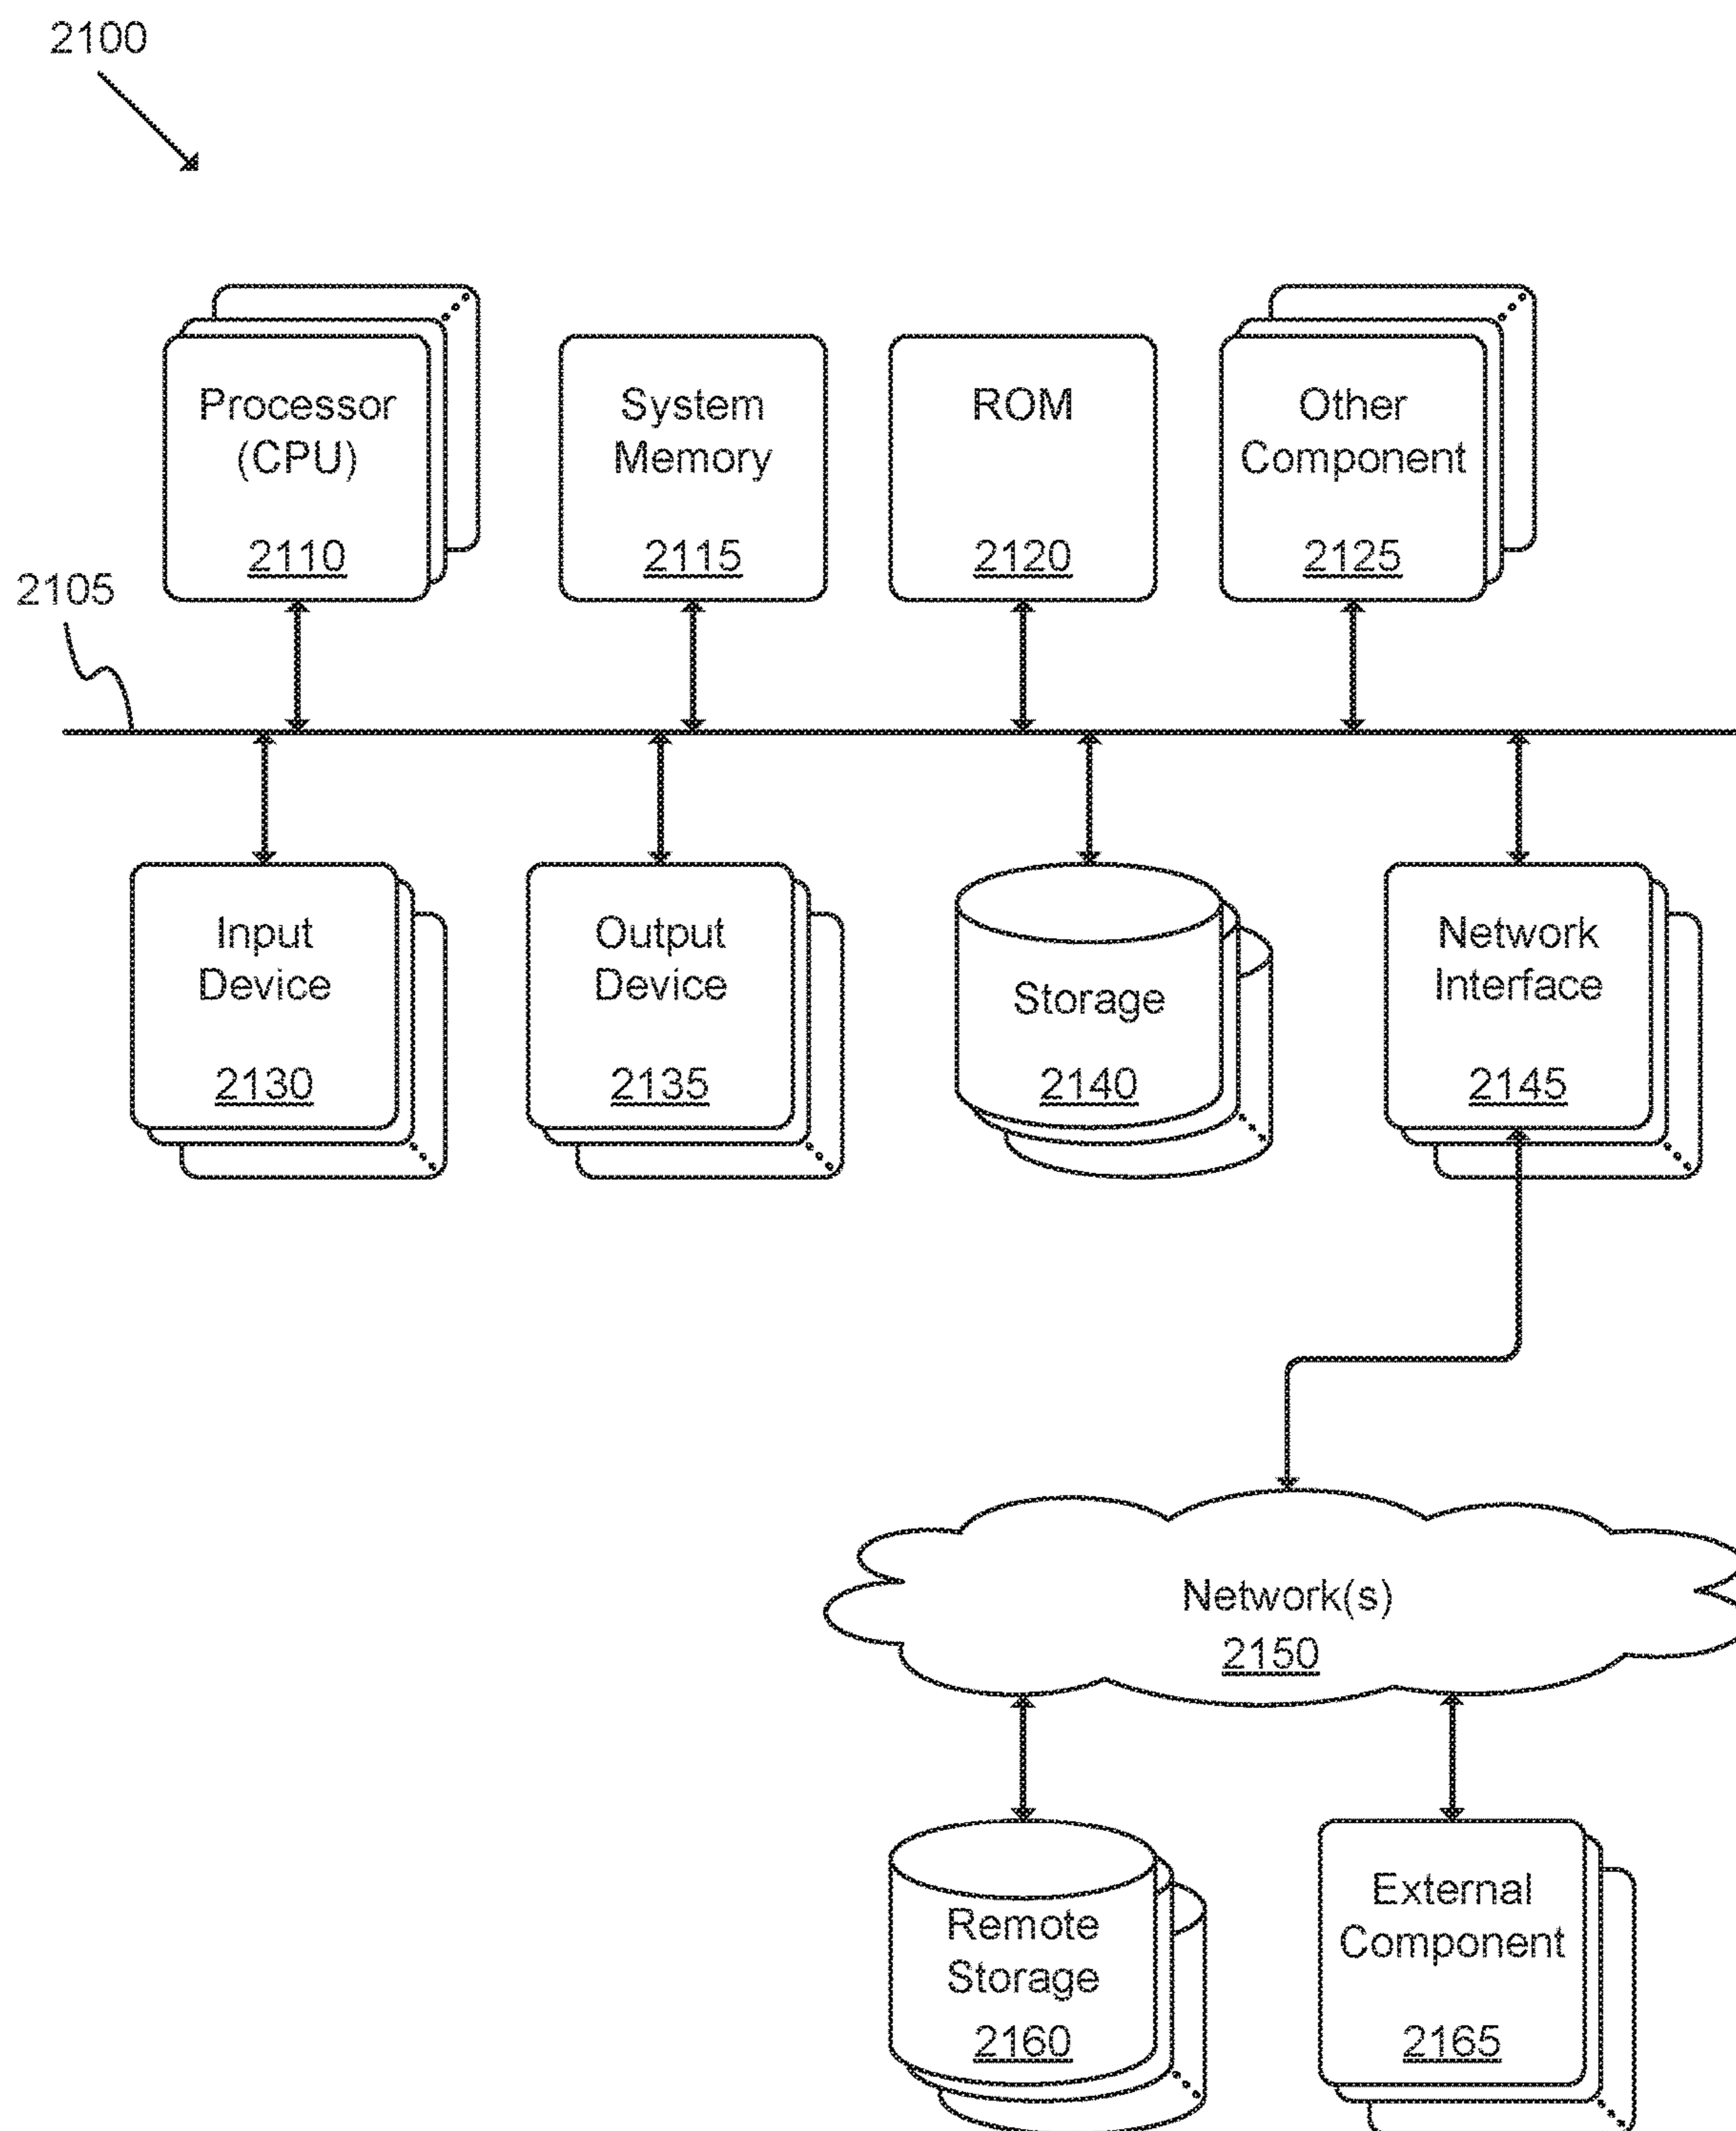 2100
Processor
(CPU)
2110
System
Memory
2115
ROM
2120
Other
Component
2125
2105
Input
Device
2130
Output
Device
2135
Storage
2140
Network
Interface
2145
Network(s)
2150
Remote
Storage
2160
External
Component
2165